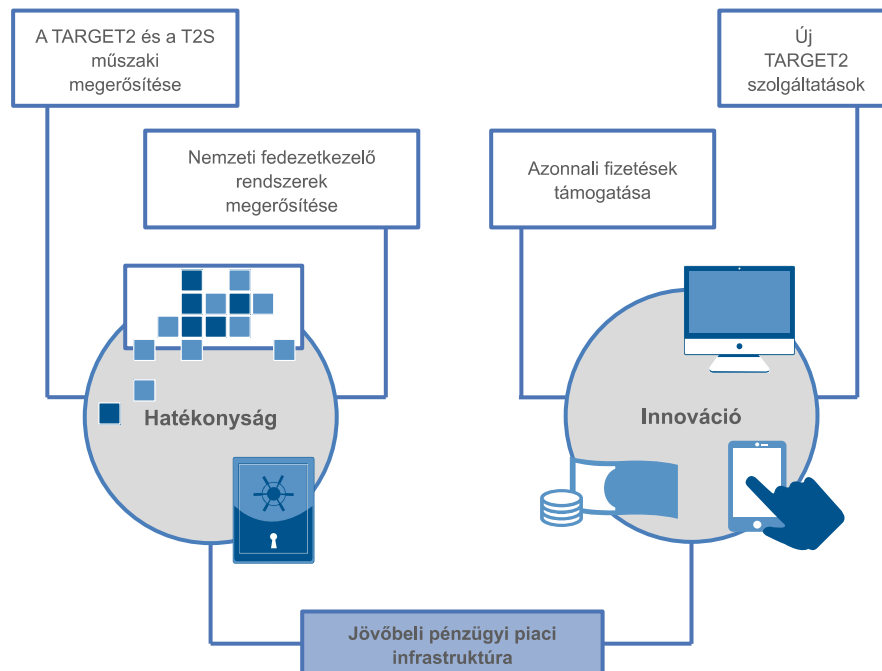 A TARGET2 és a T2S
műszaki
megerősítése
Új
TARGET2
szolgáltatások
Nemzeti fedezetkezelő
rendszerek
megerősítése
Azonnali fizetések
támogatása
Hatékonyság
Innováció
Jövőbeli pénzügyi piaci
infrastruktúra